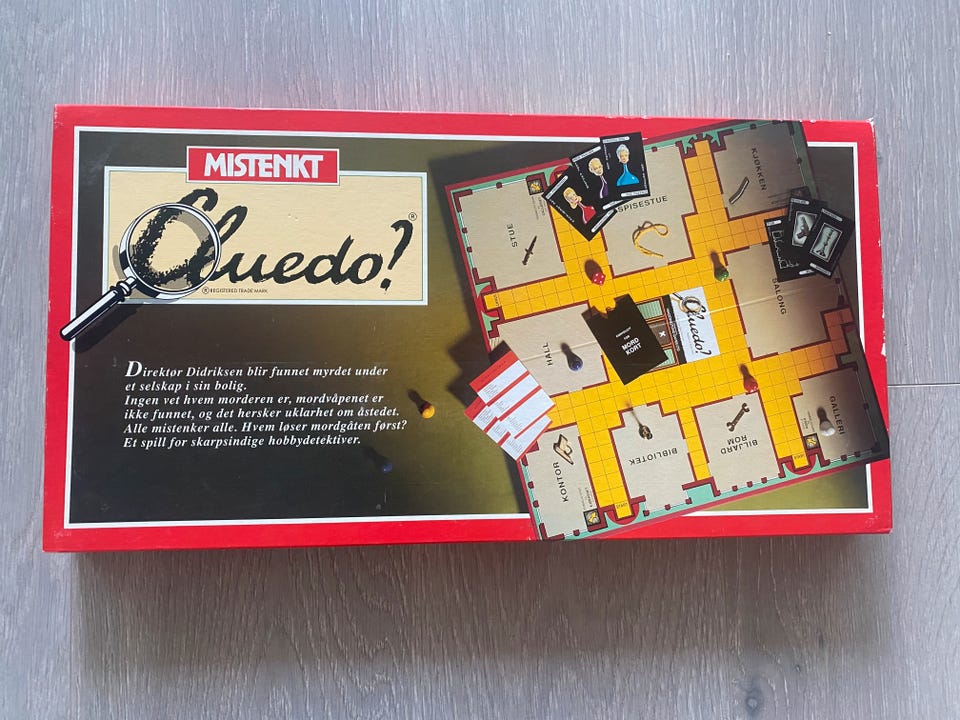 MISTENKT
Cluedo?
®
® REGISTERED TRADE MARK
Direktør Didriksen blir funnet myrdet under
et selskap i sin bolig.
Ingen vet hvem morderen er, mordvåpenet er
ikke funnet, og det hersker uklarhet om åstedet.
Alle mistenker alle. Hvem løser mordgåten først?
Et spill for skarpsindige hobbydetektiver.
STUE
SPISESTUE
KJØKKEN
SALONG
HALL
MORD
KORT
X
Cluedo?
KONTOR
BIBLIOTEK
BILJARD
ROM
GALLERI